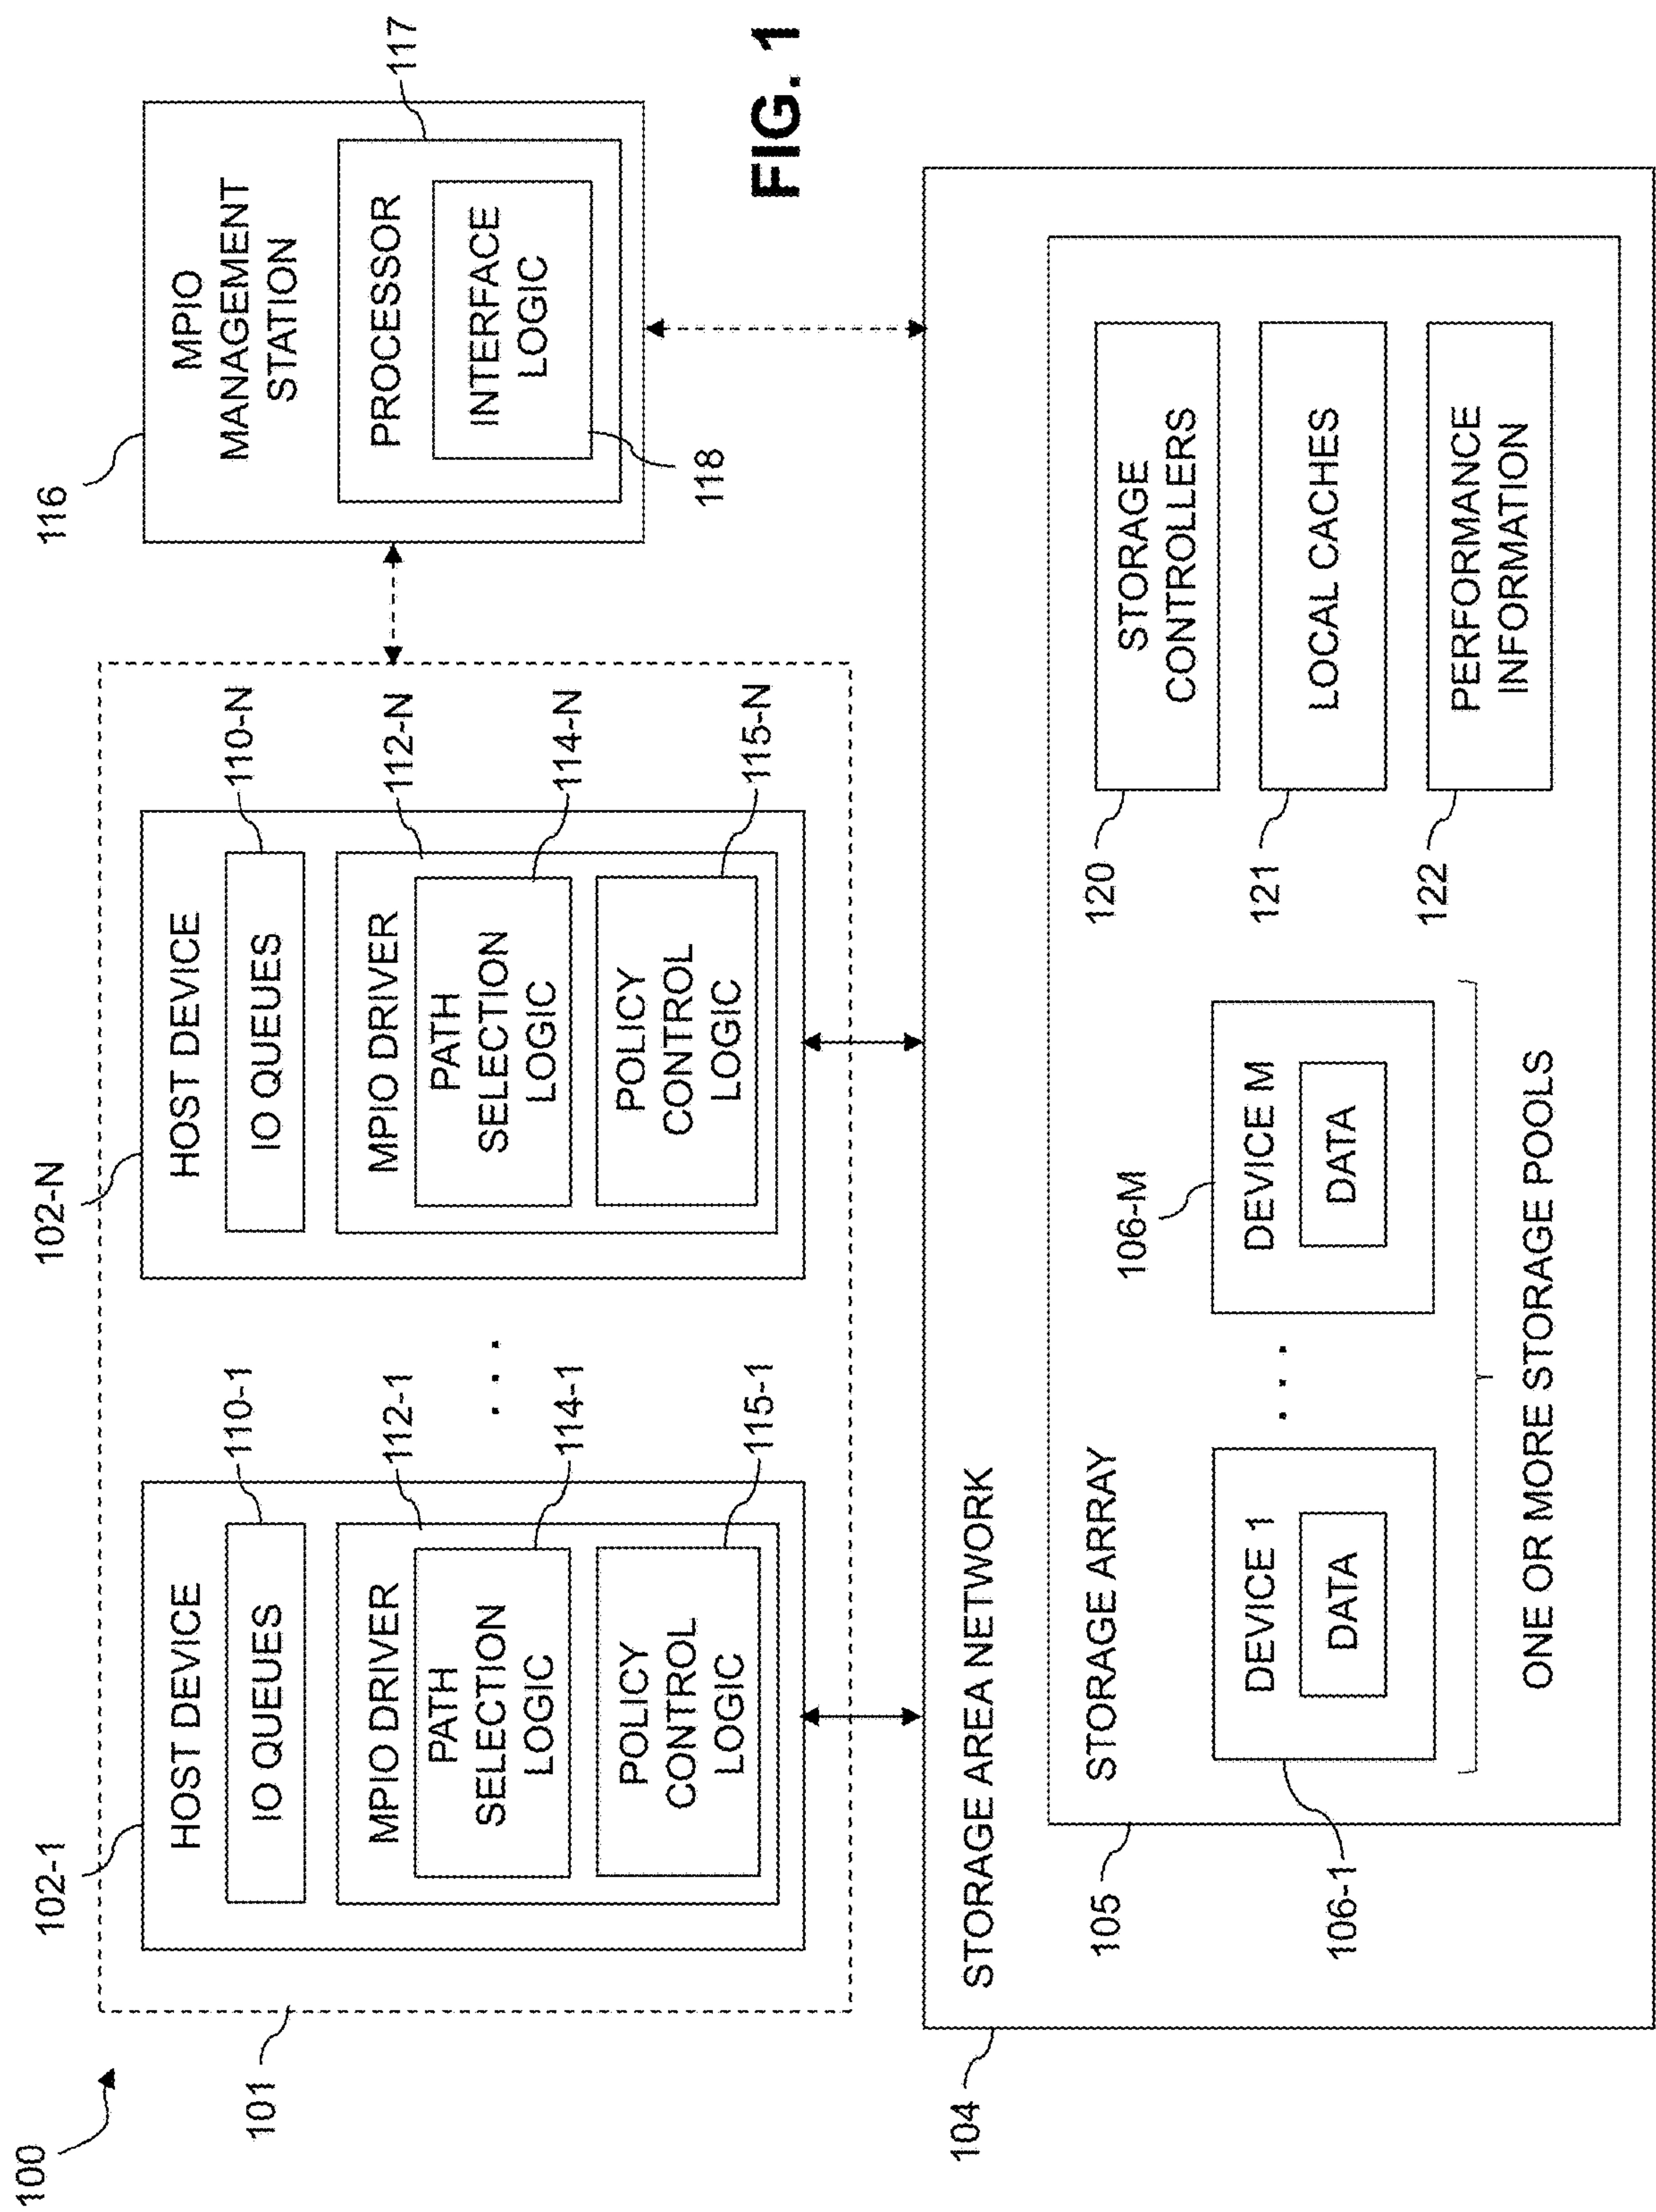 100
101
102-1
HOST DEVICE
IO QUEUES
110-1
MPIO DRIVER
112-1
PATH
SELECTION
LOGIC
114-1
POLICY
CONTROL
LOGIC
115-1
. . .
102-N
HOST DEVICE
IO QUEUES
110-N
MPIO DRIVER
112-N
PATH
SELECTION
LOGIC
114-N
POLICY
CONTROL
LOGIC
115-N
116
MPIO
MANAGEMENT
STATION
PROCESSOR
117
INTERFACE
LOGIC
118
104
STORAGE AREA NETWORK
105
STORAGE ARRAY
106-1
DEVICE 1
DATA
. . .
106-M
DEVICE M
DATA
ONE OR MORE STORAGE POOLS
120
STORAGE
CONTROLLERS
121
LOCAL CACHES
122
PERFORMANCE
INFORMATION
FIG. 1